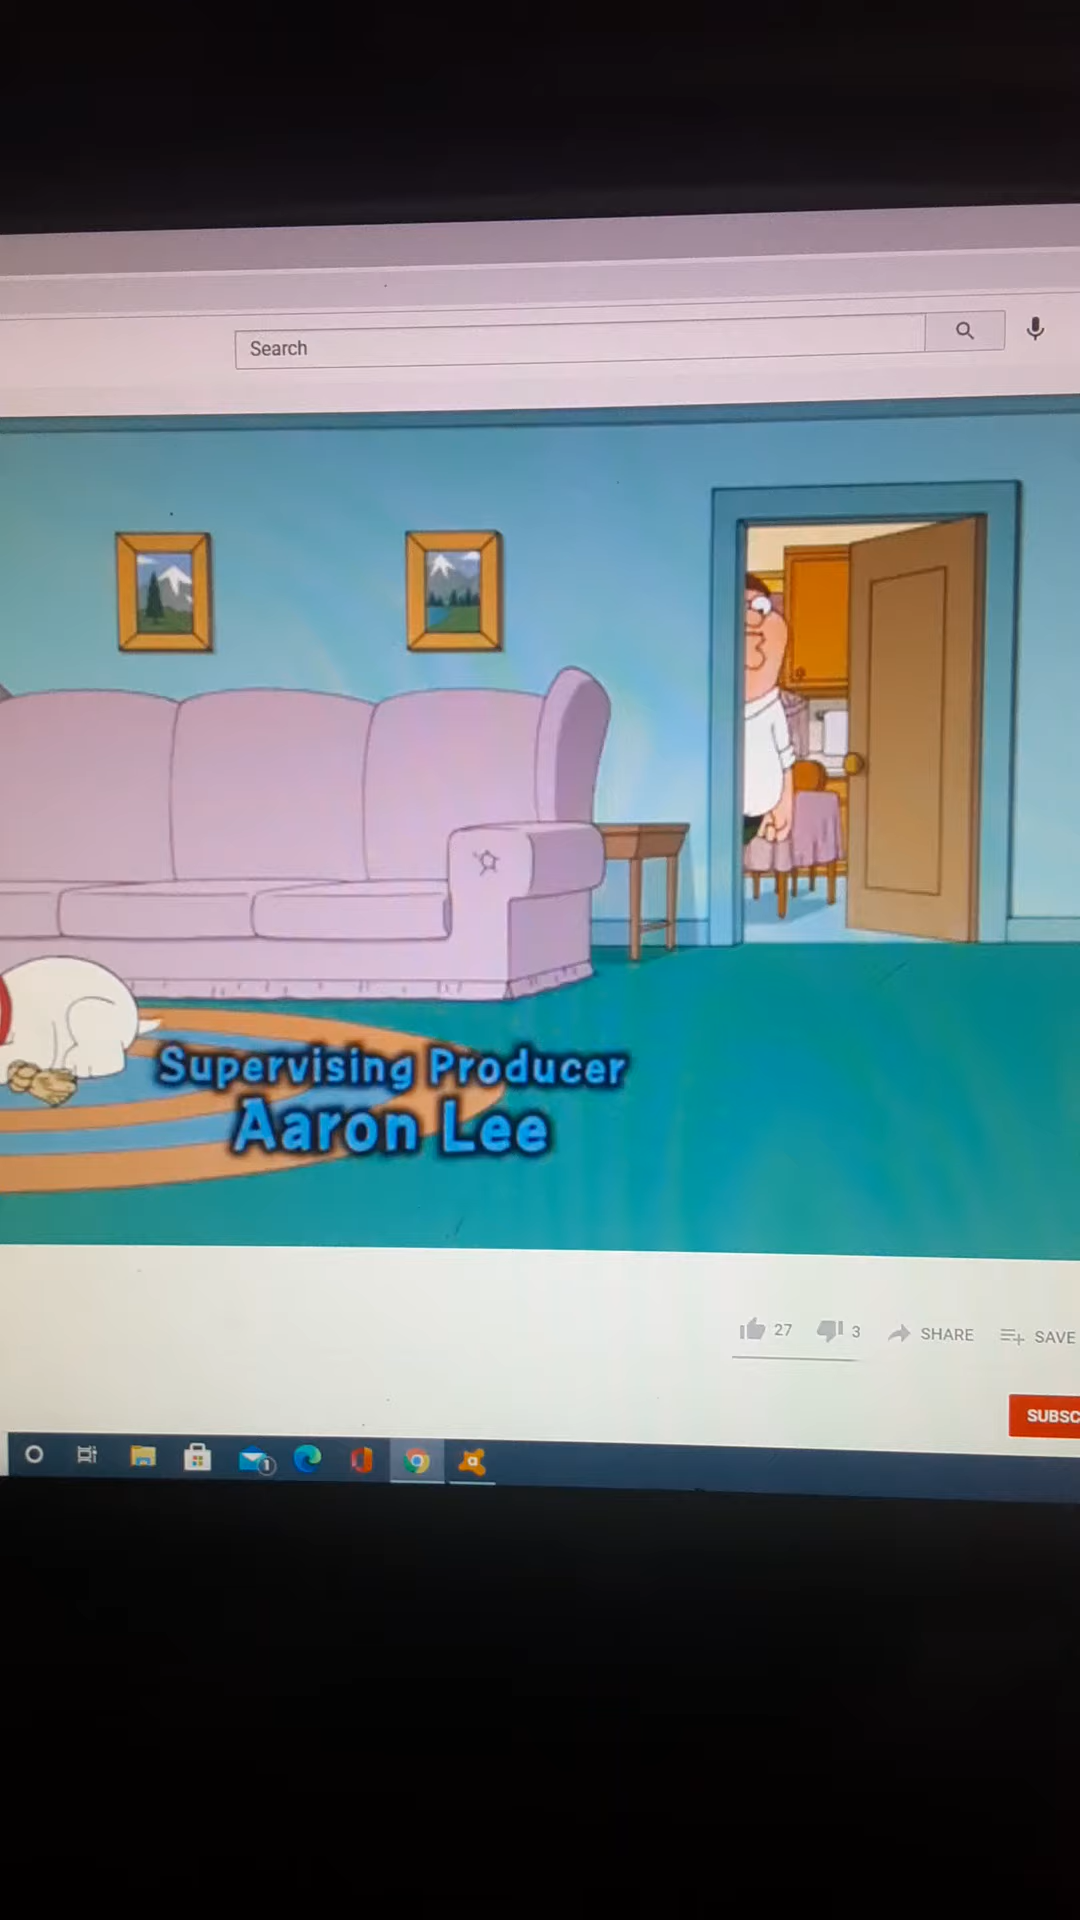 Search
Supervising Producer
Aaron Lee
27
3
SHARE
SAVE
SUBSC